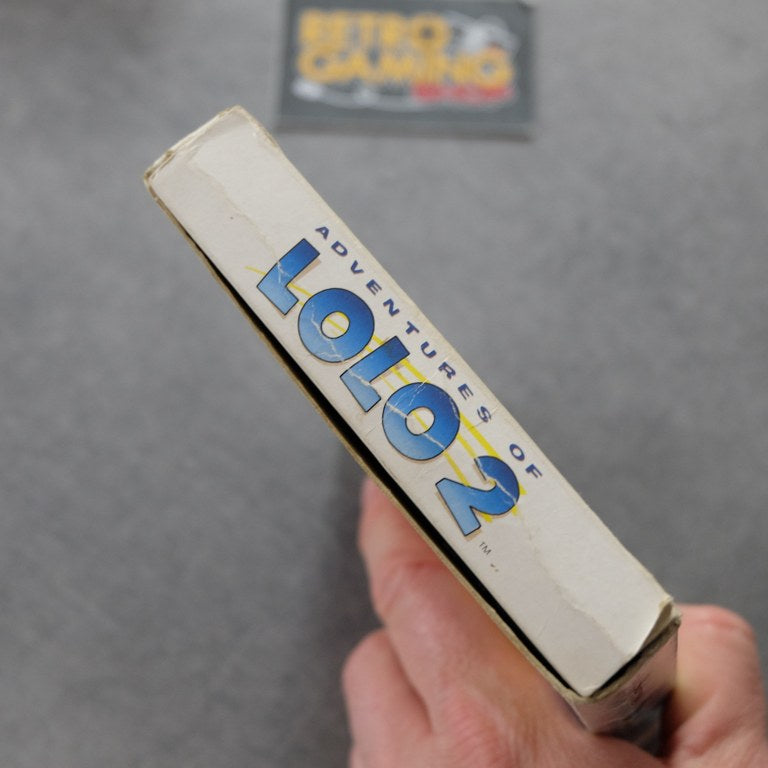 RETRO
GAMING
ADVENTURES OF
LOLO 2
TM